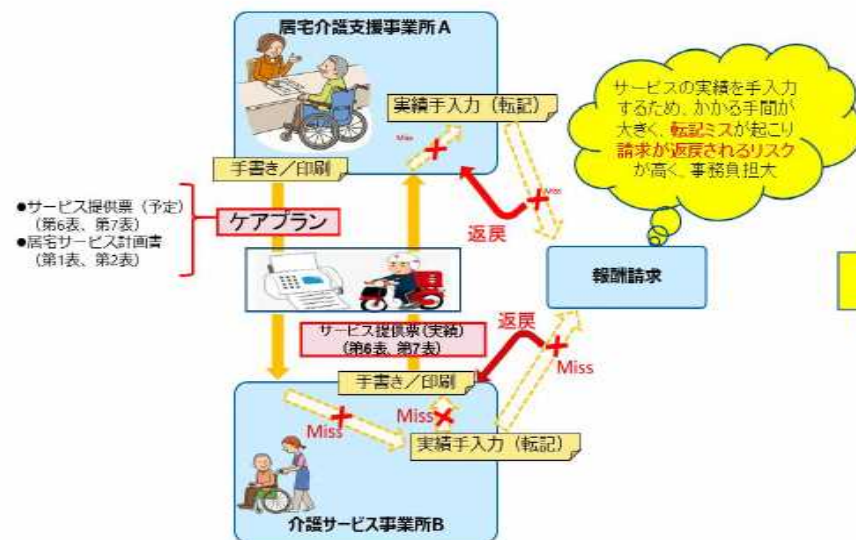 居宅介護支援事業所A
実績手入力（転記）
Miss
手書き／印刷
Miss
サービスの実績を手入力
するため、かかる手間が
大きく、転記ミスが起こり
請求が返戻されるリスク
が高く、事務負担大
●サービス提供票（予定）
（第6表、第7表）
●居宅サービス計画書
（第1表、第2表）
ケアプラン
返戻
報酬請求
サービス提供票(実績)
（第6表、第7表）
返戻
Miss
手書き／印刷
Miss
Miss
実績手入力（転記）
介護サービス事業所B